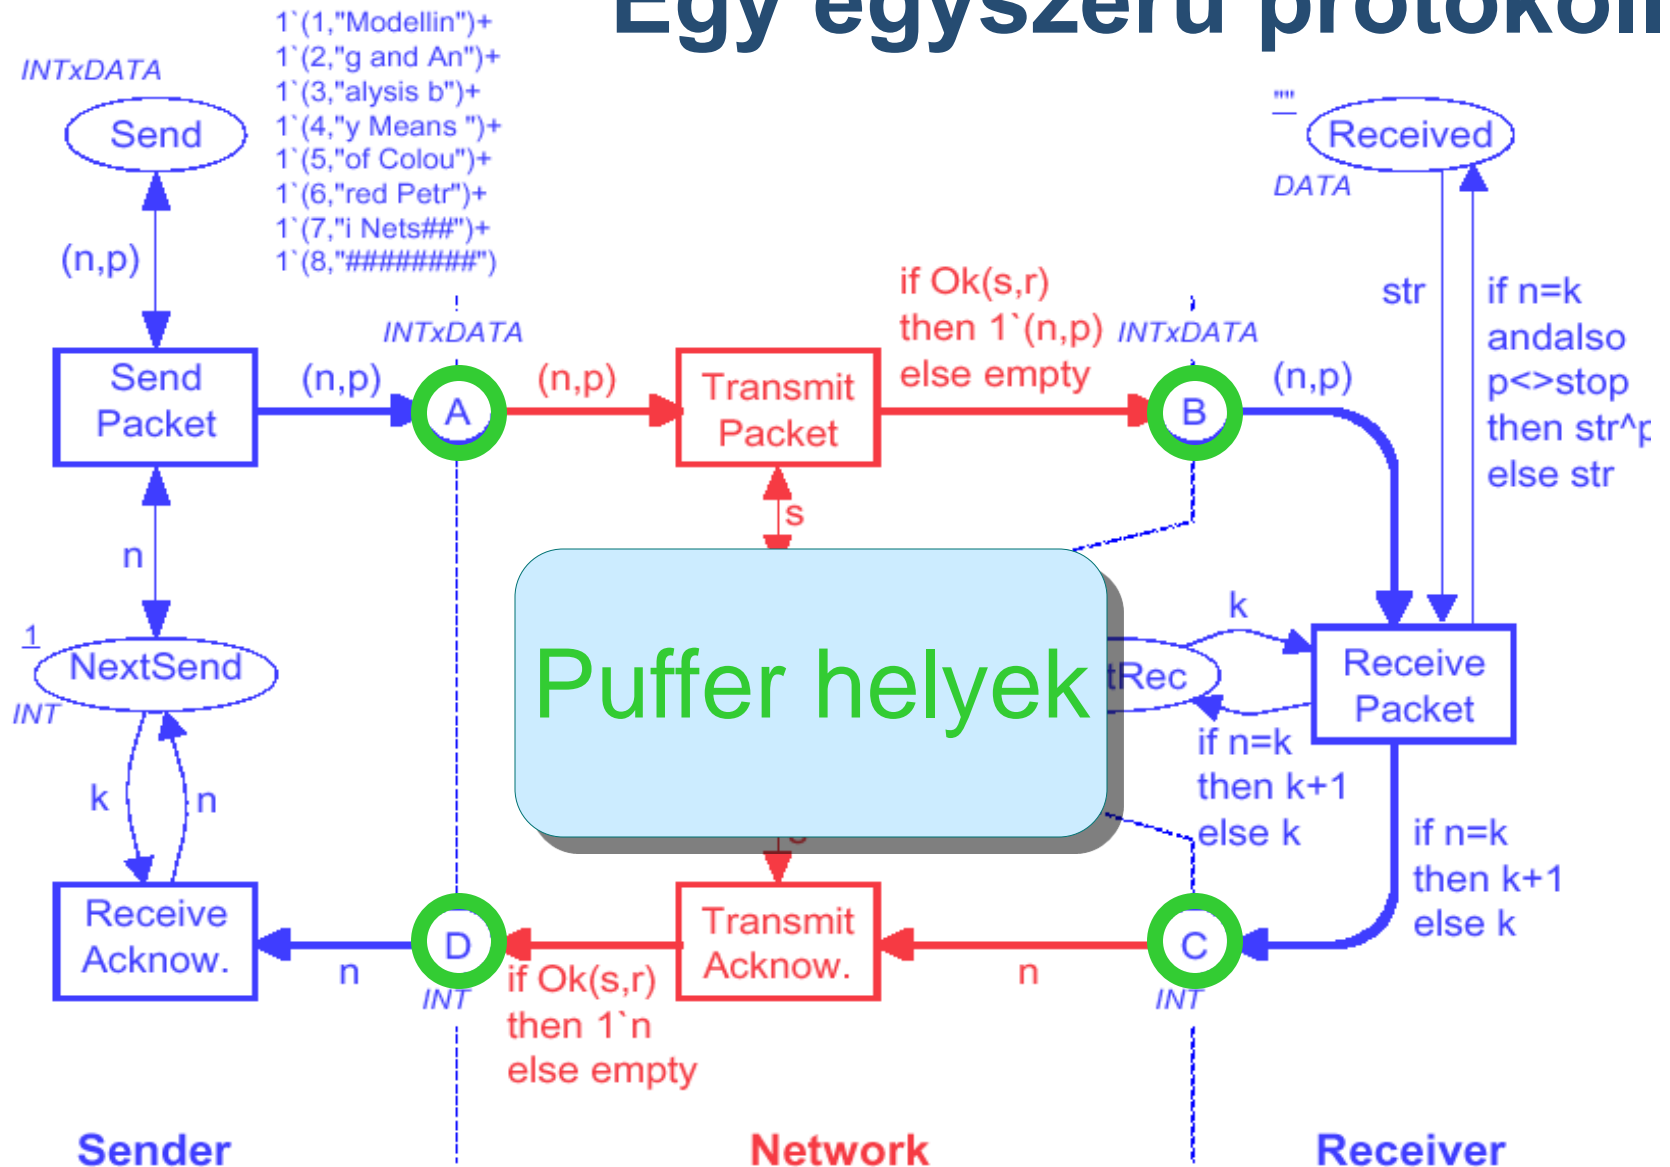 Egy egyszerű protokoll
1`(1,"Modellin")+
1`(2,"g and An")+
1`(3,"alysis b")+
1`(4,"y Means ")+
1`(5,"of Colou")+
1`(6,"red Petr")+
1`(7,"i Nets##")+
1`(8,"########")
INTxDATA
Send
""
Received
DATA
(n,p)
str
if n=k
andalso
p<>stop
then str^p
else str
if Ok(s,r)
then 1`(n,p)
else empty
INTxDATA
INTxDATA
Send
Packet
(n,p)
A
(n,p)
Transmit
Packet
B
(n,p)
s
n
k
1
NextSend
INT
Puffer helyek
tRec
Receive
Packet
if n=k
then k+1
else k
k
n
if n=k
then k+1
else k
Receive
Acknow.
n
D
INT
if Ok(s,r)
then 1`n
else empty
Transmit
Acknow.
n
C
INT
Sender
Network
Receiver